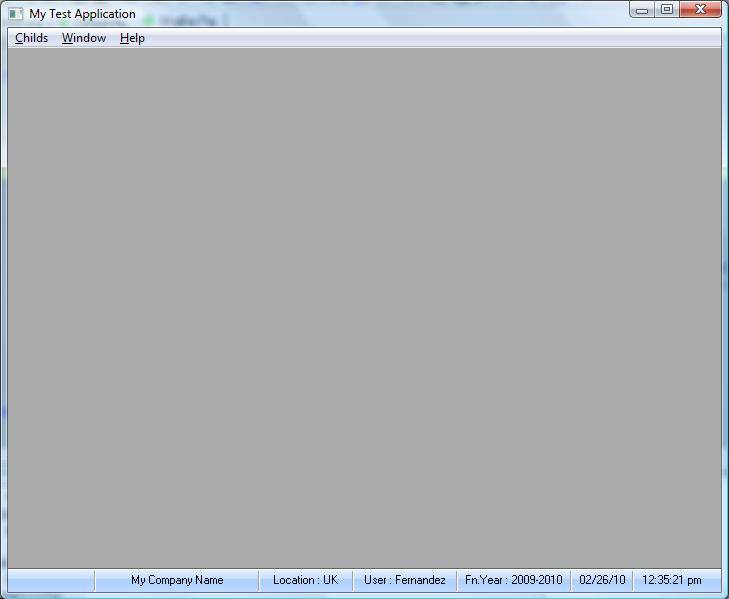 My Test Application
Childs Window Help
My Company Name Location : UK User : Fernandez Fn.Year : 2009-2010 02/26/10 12:35:21 pm